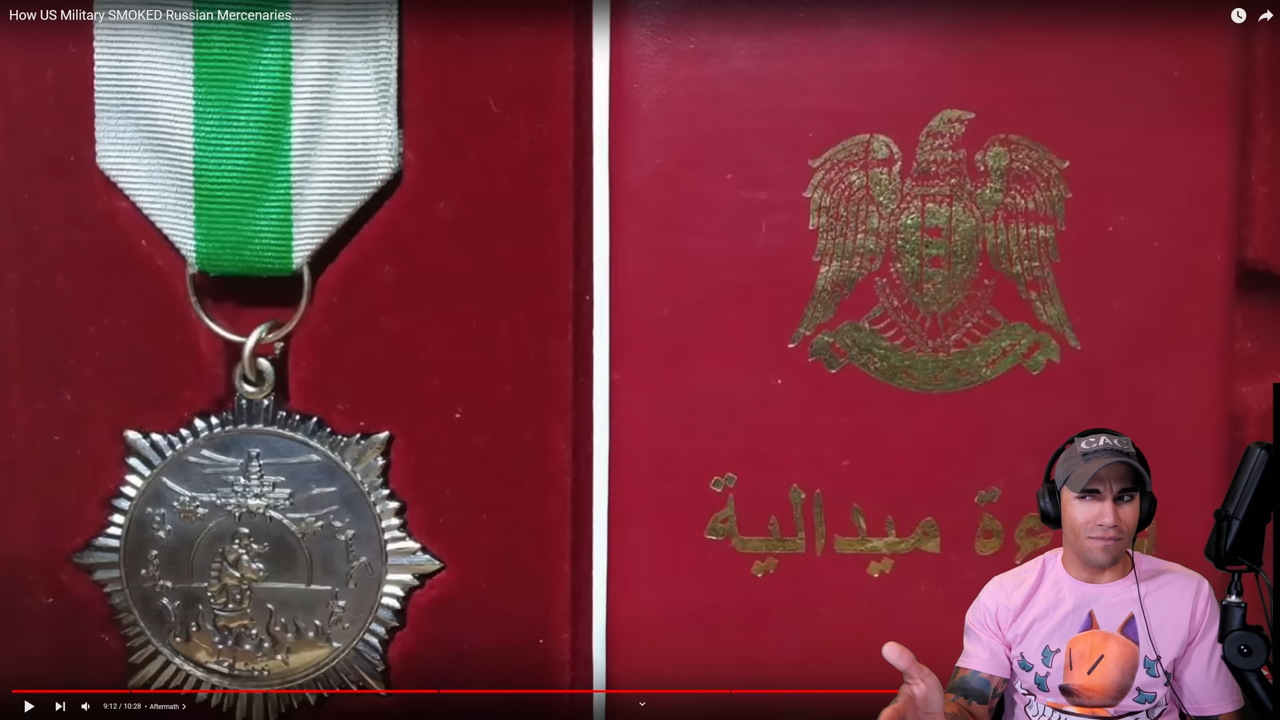 How US Military SMOKED Russian Mercenaries...
CAC
ميدالية
9:12 / 10:28 • Aftermath